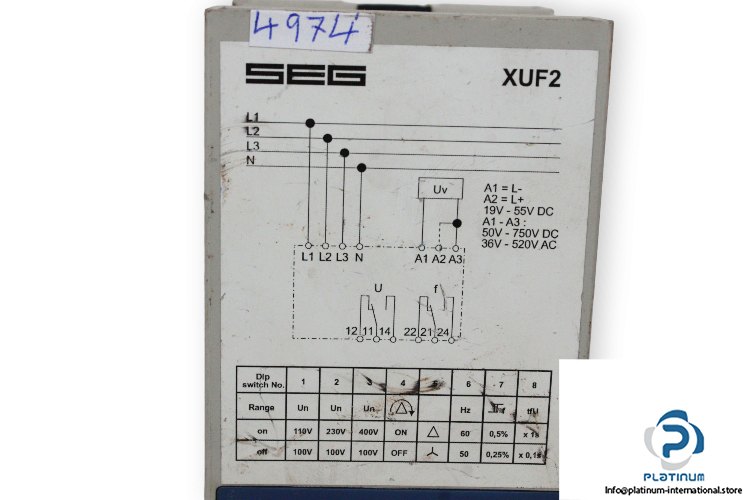 4974
SEG XUF2
L1
L2
L3
N
Uv
A1 = L-
A2 = L+
19V - 55V DC
A1 - A3 :
50V - 750V DC
36V - 520V AC
L1 L2 L3 N A1 A2 A3
U f
12 11 14 22 21 24
Dip switch No. 1 2 3 4 5 6 7 8
Range Un Un Un Hz f tf/U
on 110V 230V 400V ON 60 0,5% x 1s
off 100V 100V 100V OFF 50 0,25% x 0,1s
PLATINUM
INTERNATIONAL
Info@platinum-international.store